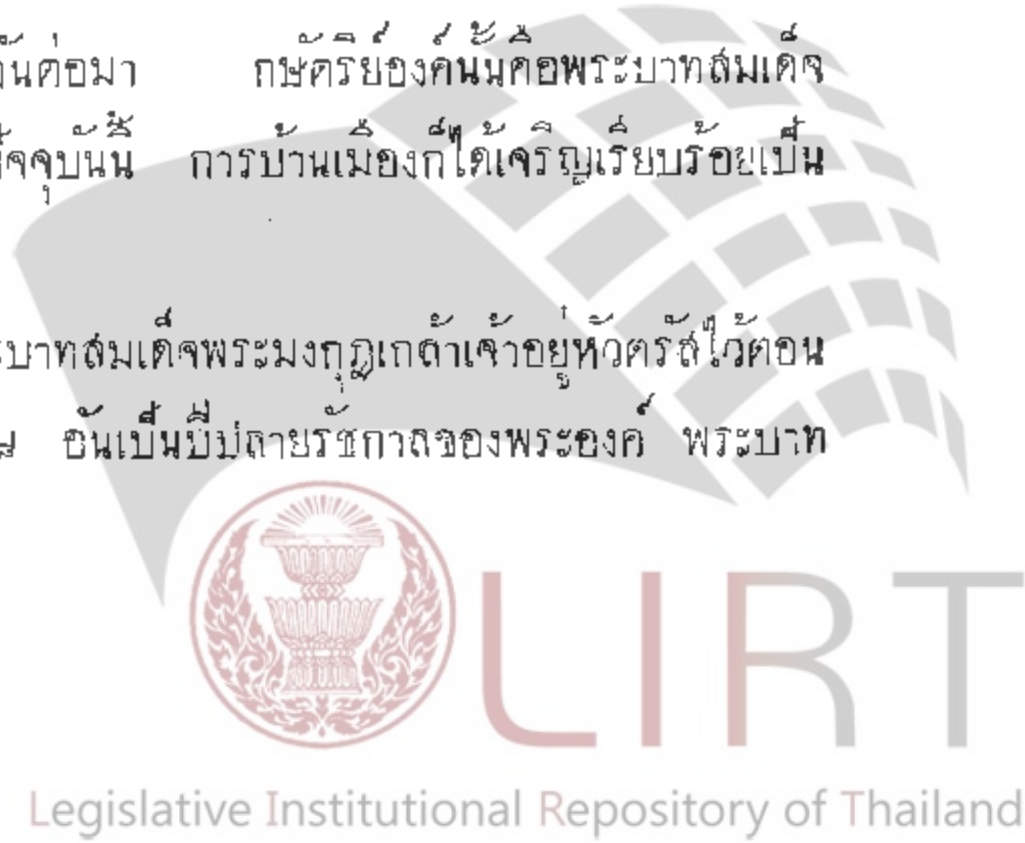 กันต่อมา กษัตริย์องค์นั้นคือพระบาทสมเด็จ
ปัจจุบันนี้ การบ้านเมืองก็ได้เจริญเรียบร้อยเป็น
ระบาทสมเด็จพระมงกุฎเกล้าเจ้าอยู่หัวตรัสไว้ตอน
อันเป็นปีปลายรัชกาลของพระองค์ พระบาท
LIRT
Legislative Institutional Repository of Thailand